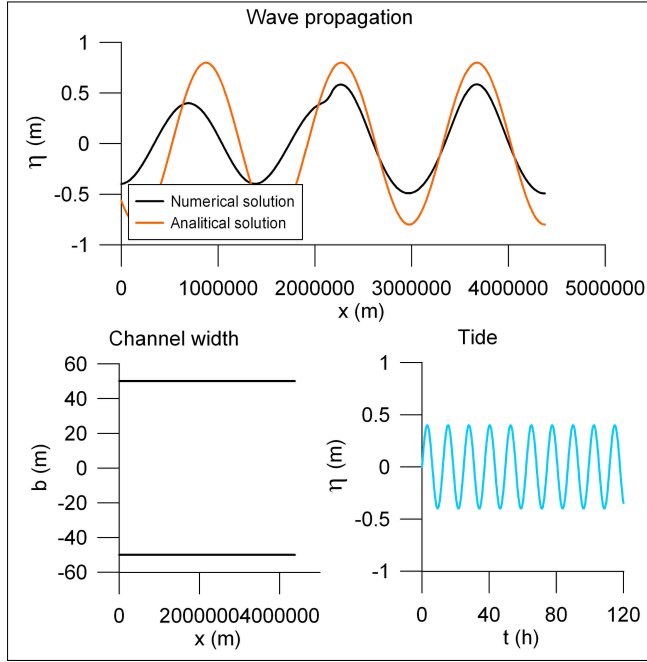 Wave propagation
1
0.5
0
-0.5
-1
η (m)
Numerical solution
Analitical solution
0 1000000 2000000 3000000 4000000 5000000
x (m)
Channel width
60
40
20
0
-20
-40
-60
b (m)
0 2000000 4000000
x (m)
Tide
1
0.5
0
-0.5
-1
η (m)
0 40 80 120
t (h)